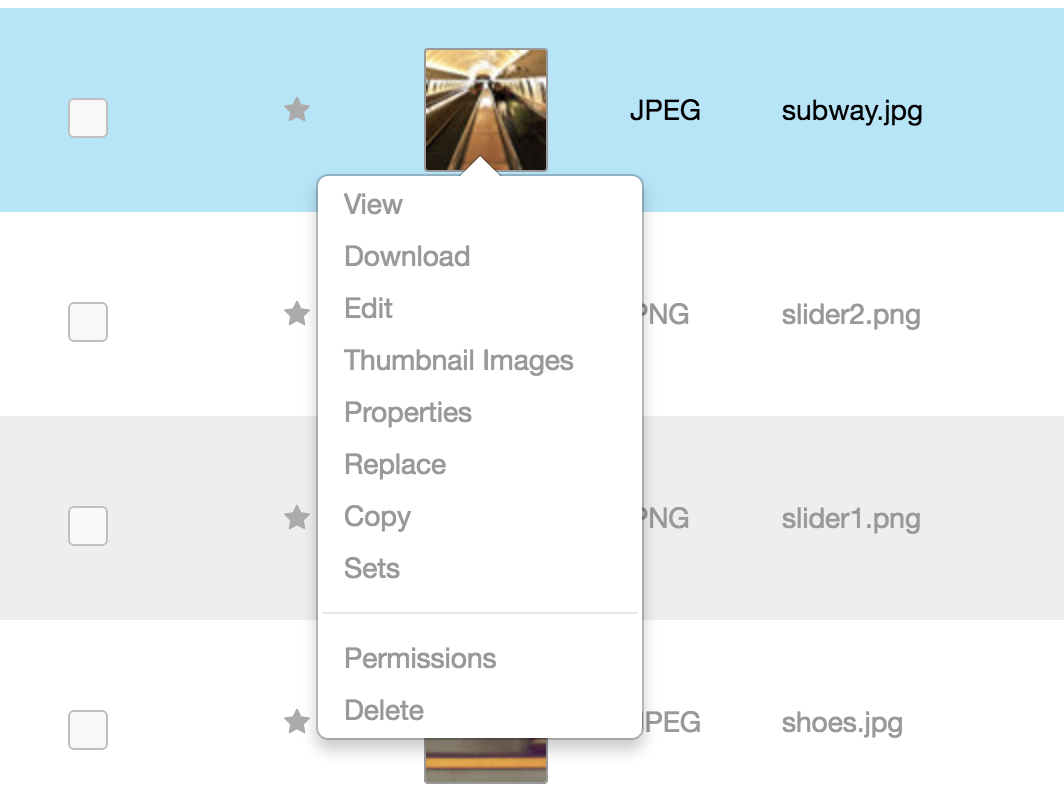 JPEG subway.jpg
View
Download
Edit
PNG slider2.png
Thumbnail Images
Properties
Replace
Copy
PNG slider1.png
Sets
Permissions
Delete
JPEG shoes.jpg